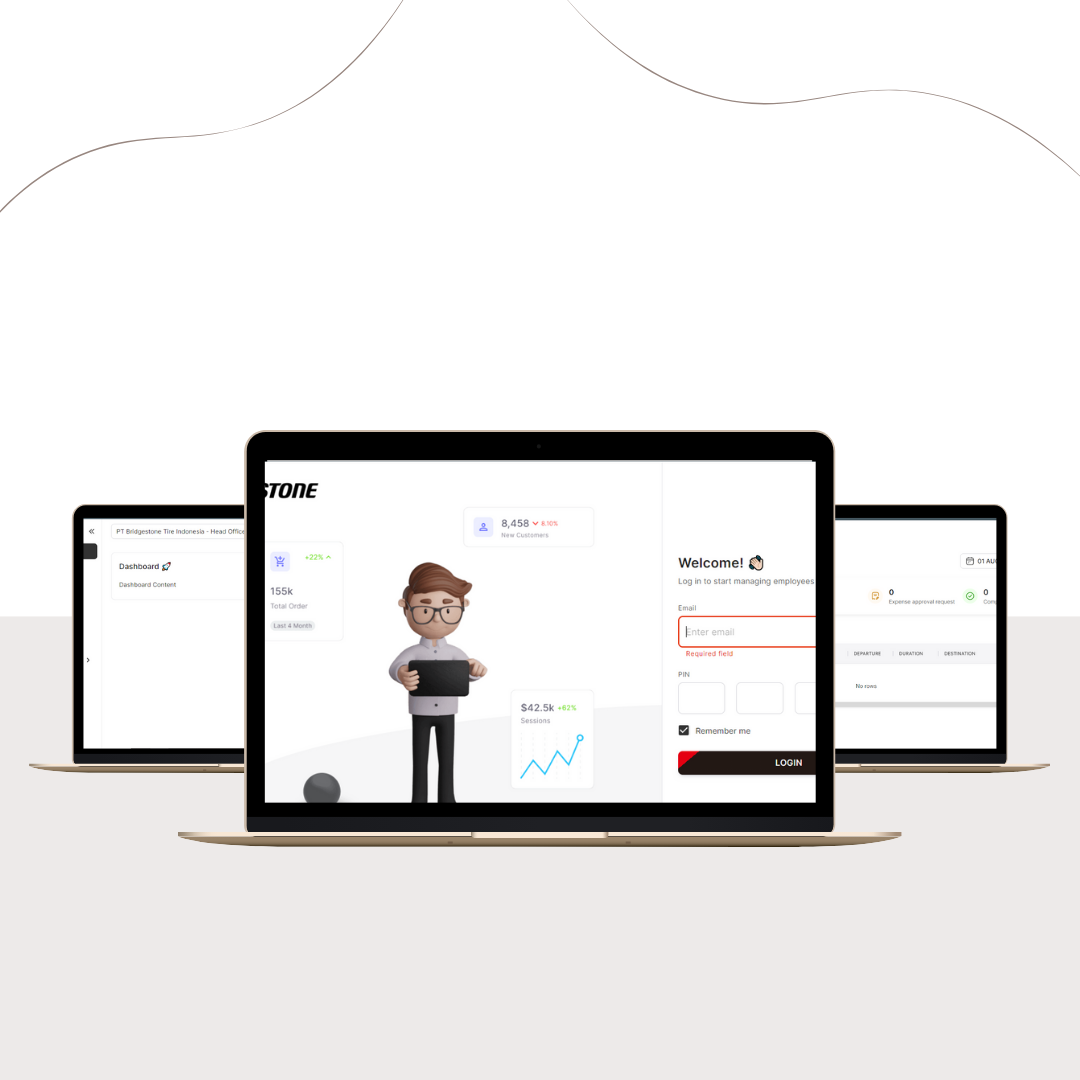 STONE
8,458 6.10%
New Customers
+22%
155k
Total Order
Last 4 Month
$42.5k +62%
Sessions
Welcome!
Log in to start managing employees
Email
Enter email
Required field
PIN
Remember me
LOGIN
PT Bridgestone Tire Indonesia - Head Office
Dashboard
Dashboard Content
01 AU
0
Expense approval request
0
Com
DEPARTURE DURATION DESTINATION
No rows